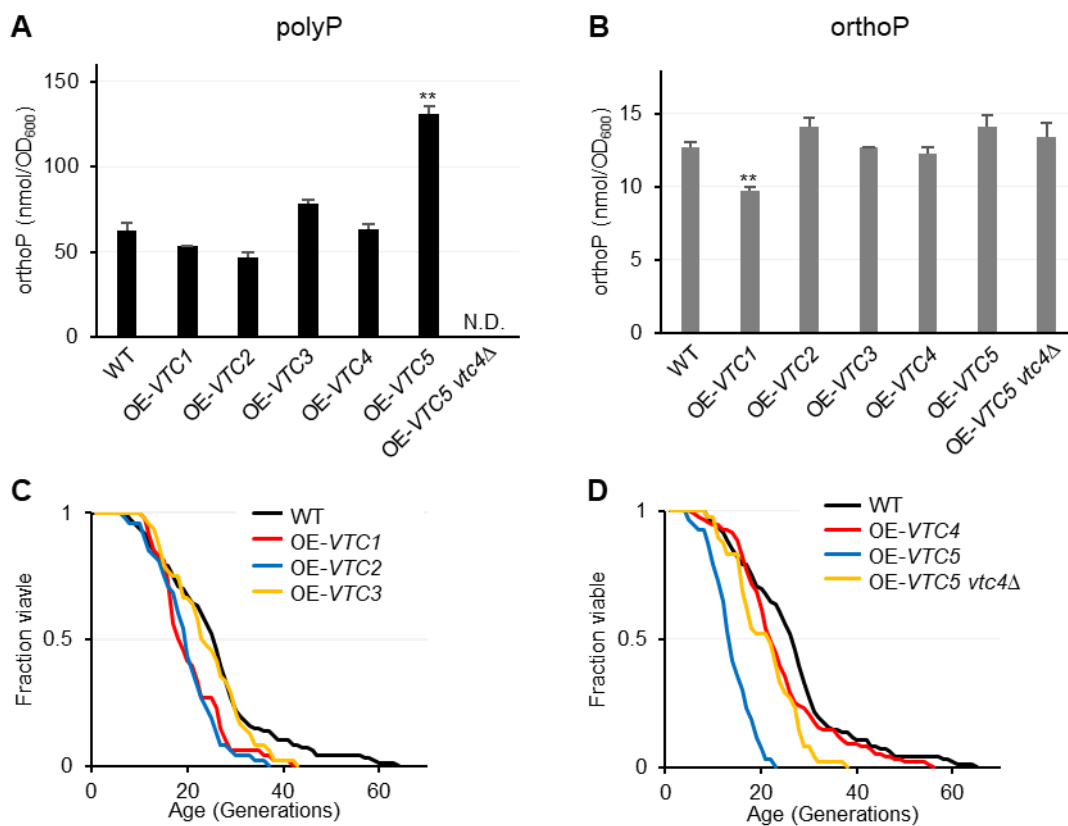 A
polyP
orthoP (nmol/OD600)
150
100
50
0
**
N.D.
WT
OE-VTC1
OE-VTC2
OE-VTC3
OE-VTC4
OE-VTC5
OE-VTC5 vtc4Δ
B
orthoP
orthoP (nmol/OD600)
15
10
5
0
**
WT
OE-VTC1
OE-VTC2
OE-VTC3
OE-VTC4
OE-VTC5
OE-VTC5 vtc4Δ
C
Fraction viavle
1
0.5
0
WT
OE-VTC1
OE-VTC2
OE-VTC3
0
20
40
60
Age (Generations)
D
Fraction viable
1
0.5
0
WT
OE-VTC4
OE-VTC5
OE-VTC5 vtc4Δ
0
20
40
60
Age (Generations)